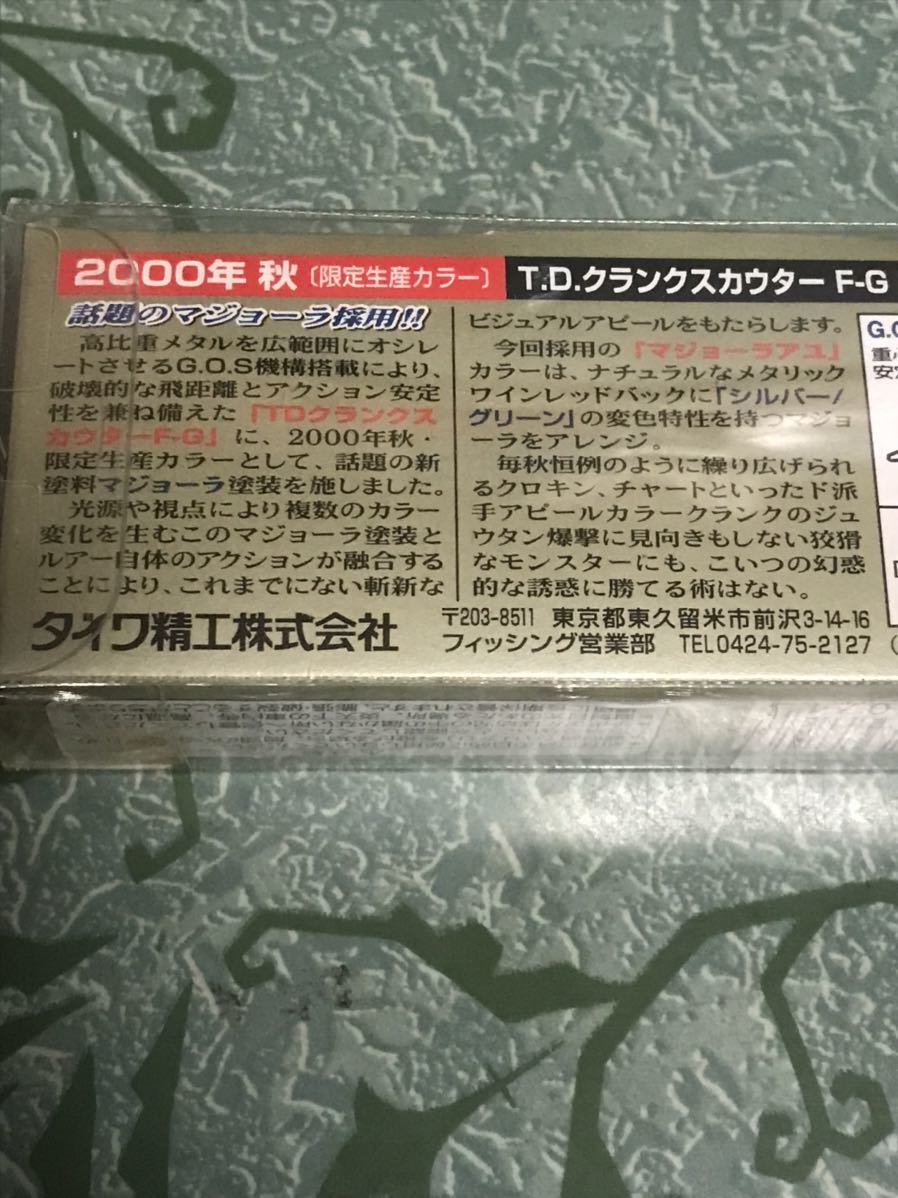 2000年 秋〔限定生産カラー〕 T.D.クランクスカウター F-G
話題のマジョーラ採用!!
高比重メタルを広範囲にオシレ
ートさせるG.O.S機構搭載により、
破壊的な飛距離とアクション安定
性を兼ね備えた「TDクランクス
カウターF-G」に、2000年秋・
限定生産カラーとして、話題の新
塗料マジョーラ塗装を施しました。
光源や視点により複数のカラー
変化を生むこのマジョーラ塗装と
ルアー自体のアクションが融合する
ことにより、これまでにない斬新な
ビジュアルアピールをもたらします。
今回採用の「マジョーラアユ」
カラーは、ナチュラルなメタリック
ワインレッドバックに「シルバー/
グリーン」の変色特性を持つマジョ
ーラをアレンジ。
毎秋恒例のように繰り広げられ
るクロキン、チャートといったド派
手アピールカラークランクのジュ
ウタン爆撃に見向きもしない狡猾
なモンスターにも、こいつの幻惑
的な誘惑に勝てる術はない。
ダイワ精工株式会社
〒203-8511 東京都東久留米市前沢3-14-16
フィッシング営業部 TEL0424-75-2127
G.O
重心
安定